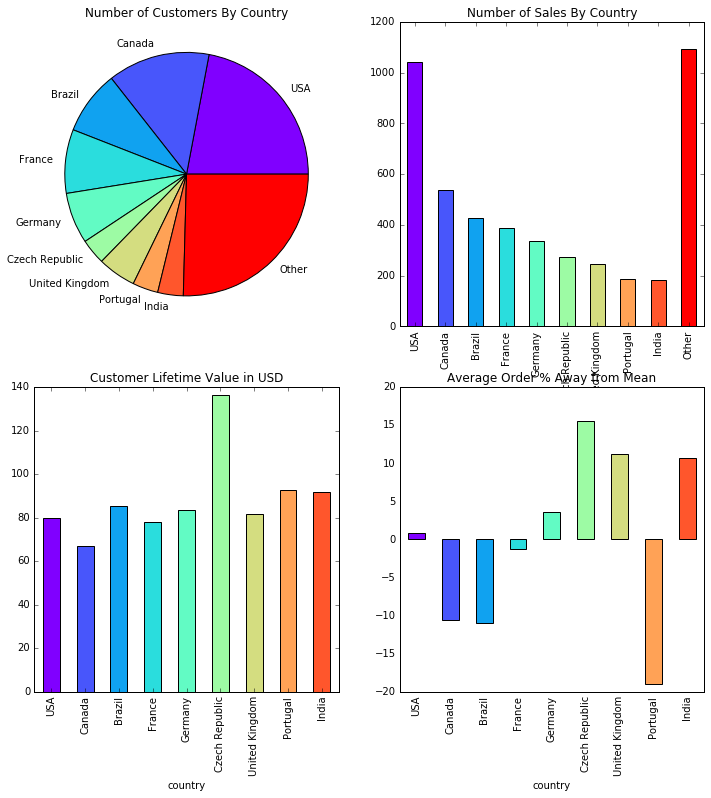 Number of Customers By Country
USA
Canada
Brazil
France
Germany
Czech Republic
United Kingdom
Portugal
India
Other
Number of Sales By Country
1200
1000
800
600
400
200
0
USA
Canada
Brazil
France
Germany
Republic
Kingdom
Portugal
India
Other
Customer Lifetime Value in USD
140
120
100
80
60
40
20
0
USA
Canada
Brazil
France
Germany
Czech Republic
United Kingdom
Portugal
India
country
Average Order % Away from Mean
20
15
10
5
0
−5
−10
−15
−20
USA
Canada
Brazil
France
Germany
Czech Republic
United Kingdom
Portugal
India
country